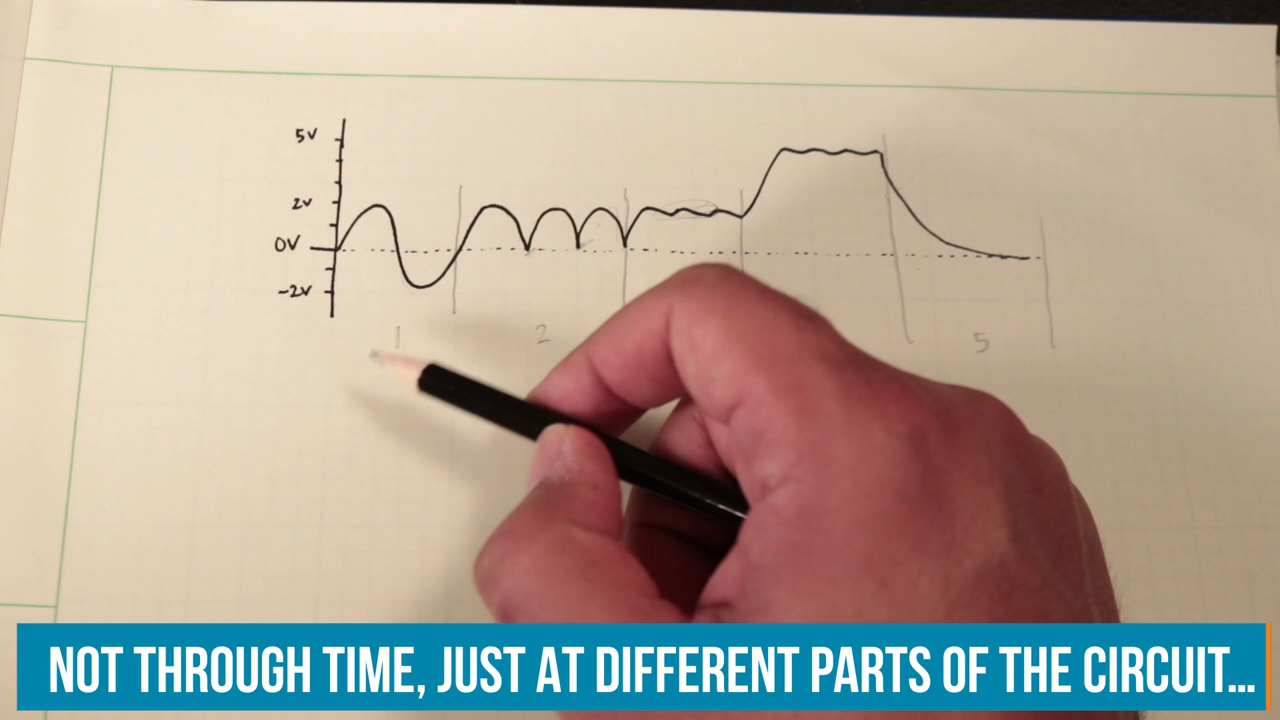 5V
2V
0V
-2V
1 2 5
NOT THROUGH TIME, JUST AT DIFFERENT PARTS OF THE CIRCUIT...